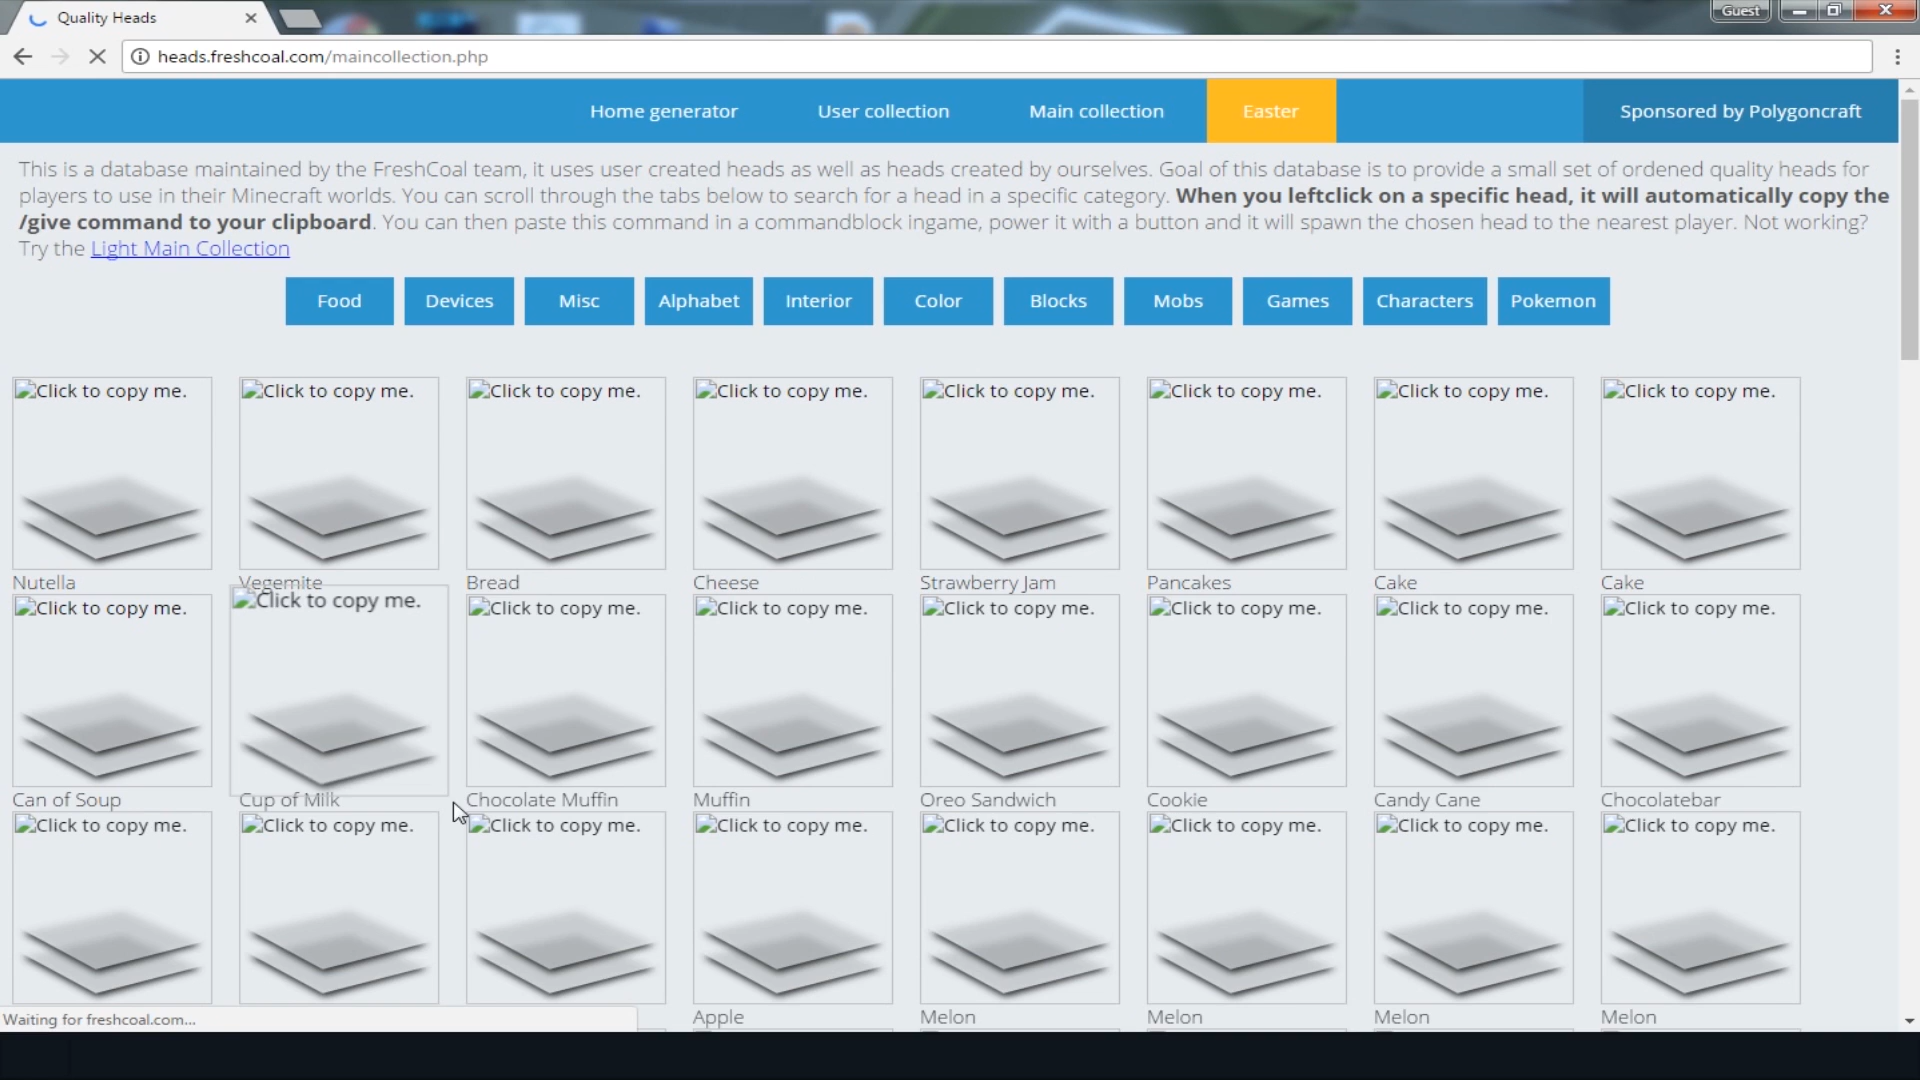 Quality Heads
Guest
heads.freshcoal.com/maincollection.php
Home generator User collection Main collection Easter Sponsored by Polygoncraft
This is a database maintained by the FreshCoal team, it uses user created heads as well as heads created by ourselves. Goal of this database is to provide a small set of ordened quality heads for
players to use in their Minecraft worlds. You can scroll through the tabs below to search for a head in a specific category. When you leftclick on a specific head, it will automatically copy the
/give command to your clipboard. You can then paste this command in a commandblock ingame, power it with a button and it will spawn the chosen head to the nearest player. Not working?
Try the Light Main Collection
Food Devices Misc Alphabet Interior Color Blocks Mobs Games Characters Pokemon
Click to copy me. Click to copy me. Click to copy me. Click to copy me. Click to copy me. Click to copy me. Click to copy me. Click to copy me.
Nutella Vegemite Bread Cheese Strawberry Jam Pancakes Cake Cake
Click to copy me. Click to copy me. Click to copy me. Click to copy me. Click to copy me. Click to copy me. Click to copy me. Click to copy me.
Can of Soup Cup of Milk Chocolate Muffin Muffin Oreo Sandwich Cookie Candy Cane Chocolatebar
Click to copy me. Click to copy me. Click to copy me. Click to copy me. Click to copy me. Click to copy me. Click to copy me. Click to copy me.
Apple Melon Melon Melon Melon
Waiting for freshcoal.com...